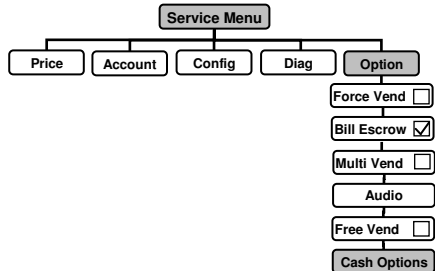 Service Menu
Price Account Config Diag Option
Force Vend
Bill Escrow
Multi Vend
Audio
Free Vend
Cash Options